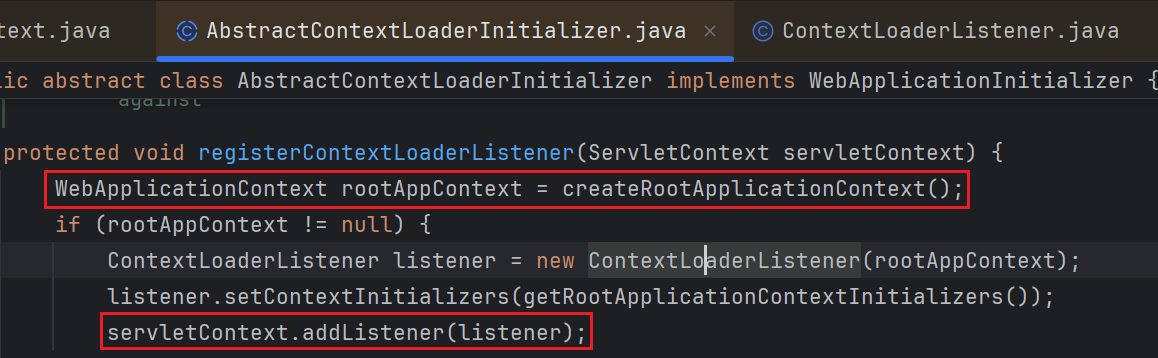 text.java AbstractContextLoaderInitializer.java × ContextLoaderListener.java
lic abstract class AbstractContextLoaderInitializer implements WebApplicationInitializer {
against
protected void registerContextLoaderListener(ServletContext servletContext) {
WebApplicationContext rootAppContext = createRootApplicationContext();
if (rootAppContext != null) {
ContextLoaderListener listener = new ContextLoaderListener(rootAppContext);
listener.setContextInitializers(getRootApplicationContextInitializers());
servletContext.addListener(listener);